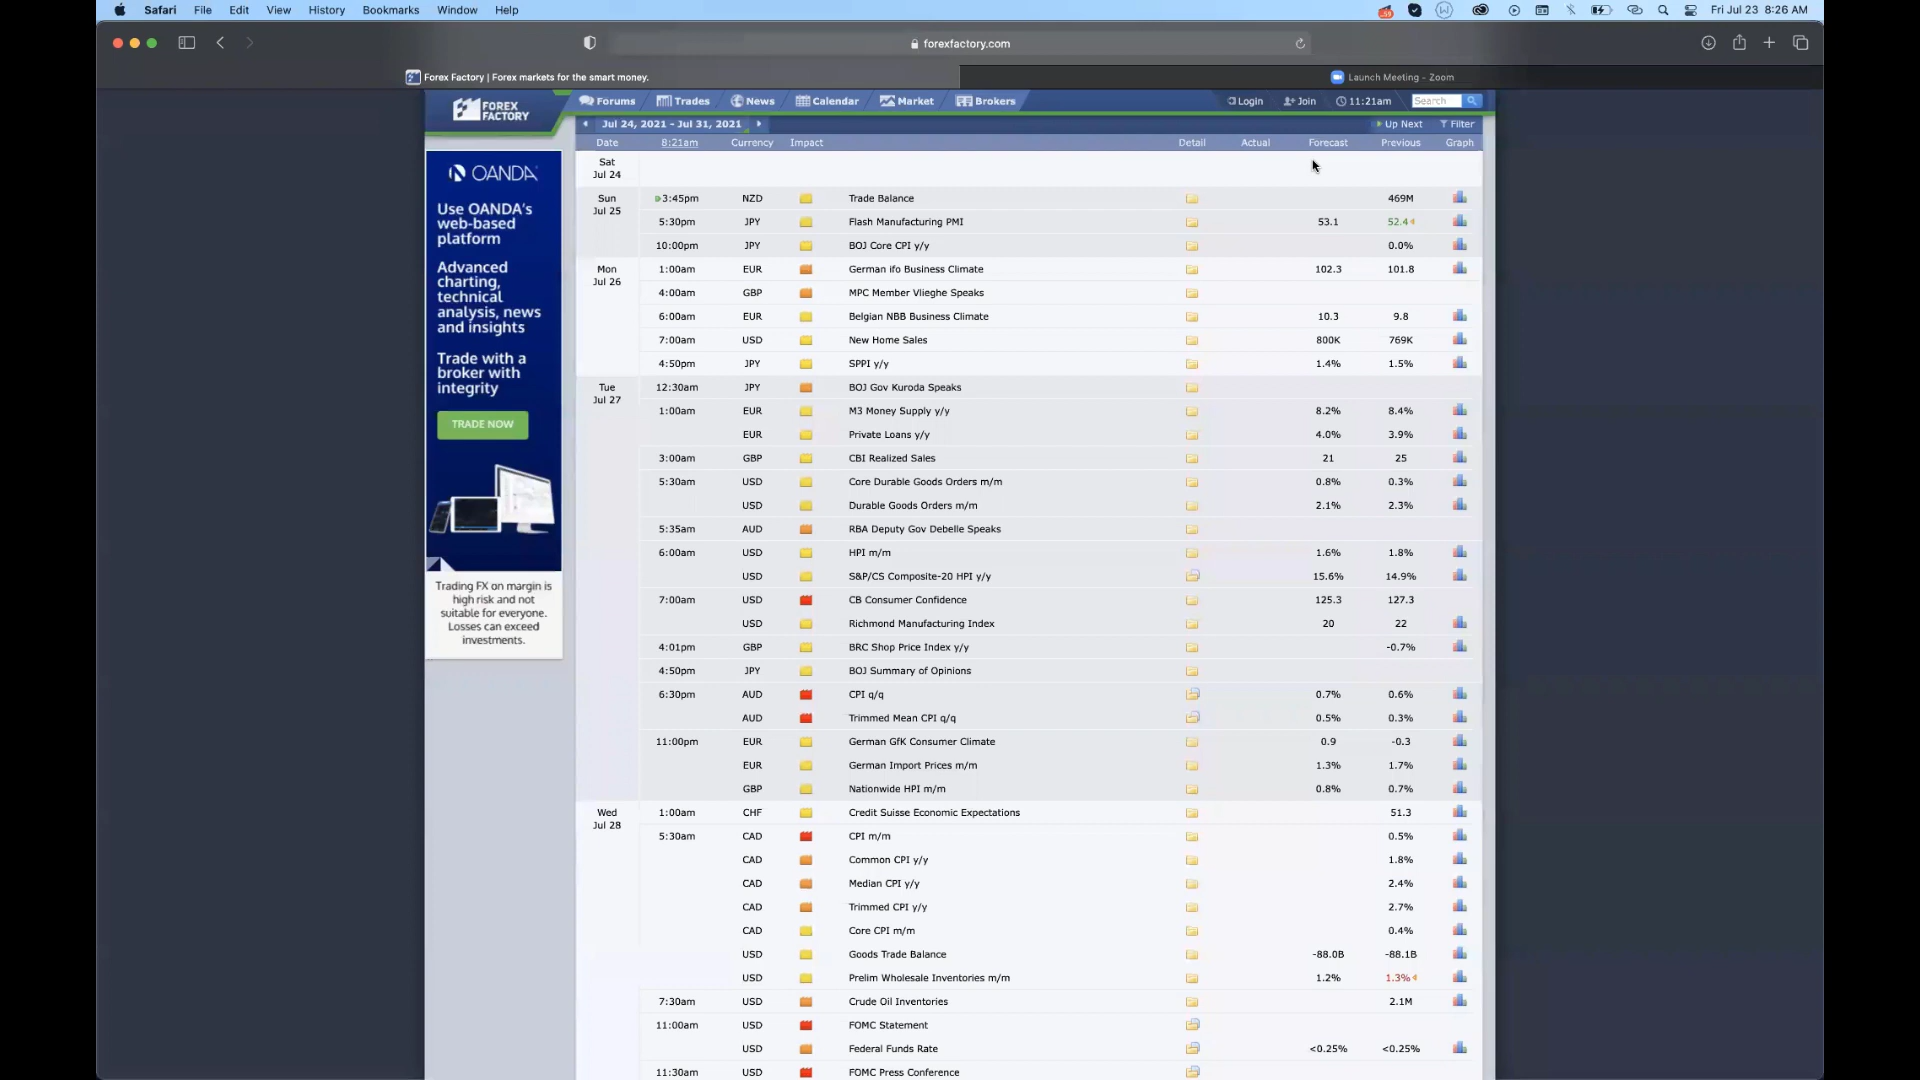 Safari File Edit View History Bookmarks Window Help Fri Jul 23 8:26 AM
forexfactory.com
Forex Factory | Forex markets for the smart money. Launch Meeting - Zoom
FOREX FACTORY Forums Trades News Calendar Market Brokers Login Join 11:21am Search
Jul 24, 2021 - Jul 31, 2021 Up Next Filter
Date 8:21am Currency Impact Detail Actual Forecast Previous Graph
Sat Jul 24
Sun Jul 25 3:45pm NZD Trade Balance 469M
5:30pm JPY Flash Manufacturing PMI 53.1 52.4
10:00pm JPY BOJ Core CPI y/y 0.0%
Mon Jul 26 1:00am EUR German ifo Business Climate 102.3 101.8
4:00am GBP MPC Member Vlieghe Speaks
6:00am EUR Belgian NBB Business Climate 10.3 9.8
7:00am USD New Home Sales 800K 769K
4:50pm JPY SPPI y/y 1.4% 1.5%
Tue Jul 27 12:30am JPY BOJ Gov Kuroda Speaks
1:00am EUR M3 Money Supply y/y 8.2% 8.4%
EUR Private Loans y/y 4.0% 3.9%
3:00am GBP CBI Realized Sales 21 25
5:30am USD Core Durable Goods Orders m/m 0.8% 0.3%
USD Durable Goods Orders m/m 2.1% 2.3%
5:35am AUD RBA Deputy Gov Debelle Speaks
6:00am USD HPI m/m 1.6% 1.8%
USD S&P/CS Composite-20 HPI y/y 15.6% 14.9%
7:00am USD CB Consumer Confidence 125.3 127.3
USD Richmond Manufacturing Index 20 22
4:01pm GBP BRC Shop Price Index y/y -0.7%
4:50pm JPY BOJ Summary of Opinions
6:30pm AUD CPI q/q 0.7% 0.6%
AUD Trimmed Mean CPI q/q 0.5% 0.3%
11:00pm EUR German GfK Consumer Climate 0.9 -0.3
EUR German Import Prices m/m 1.3% 1.7%
GBP Nationwide HPI m/m 0.8% 0.7%
Wed Jul 28 1:00am CHF Credit Suisse Economic Expectations 51.3
5:30am CAD CPI m/m 0.5%
CAD Common CPI y/y 1.8%
CAD Median CPI y/y 2.4%
CAD Trimmed CPI y/y 2.7%
CAD Core CPI m/m 0.4%
USD Goods Trade Balance -88.0B -88.1B
USD Prelim Wholesale Inventories m/m 1.2% 1.3%
7:30am USD Crude Oil Inventories 2.1M
11:00am USD FOMC Statement
USD Federal Funds Rate <0.25% <0.25%
11:30am USD FOMC Press Conference
OANDA
Use OANDA's
web-based
platform
Advanced
charting,
technical
analysis, news
and insights
Trade with a
broker with
integrity
TRADE NOW
Trading FX on margin is
high risk and not
suitable for everyone.
Losses can exceed
investments.